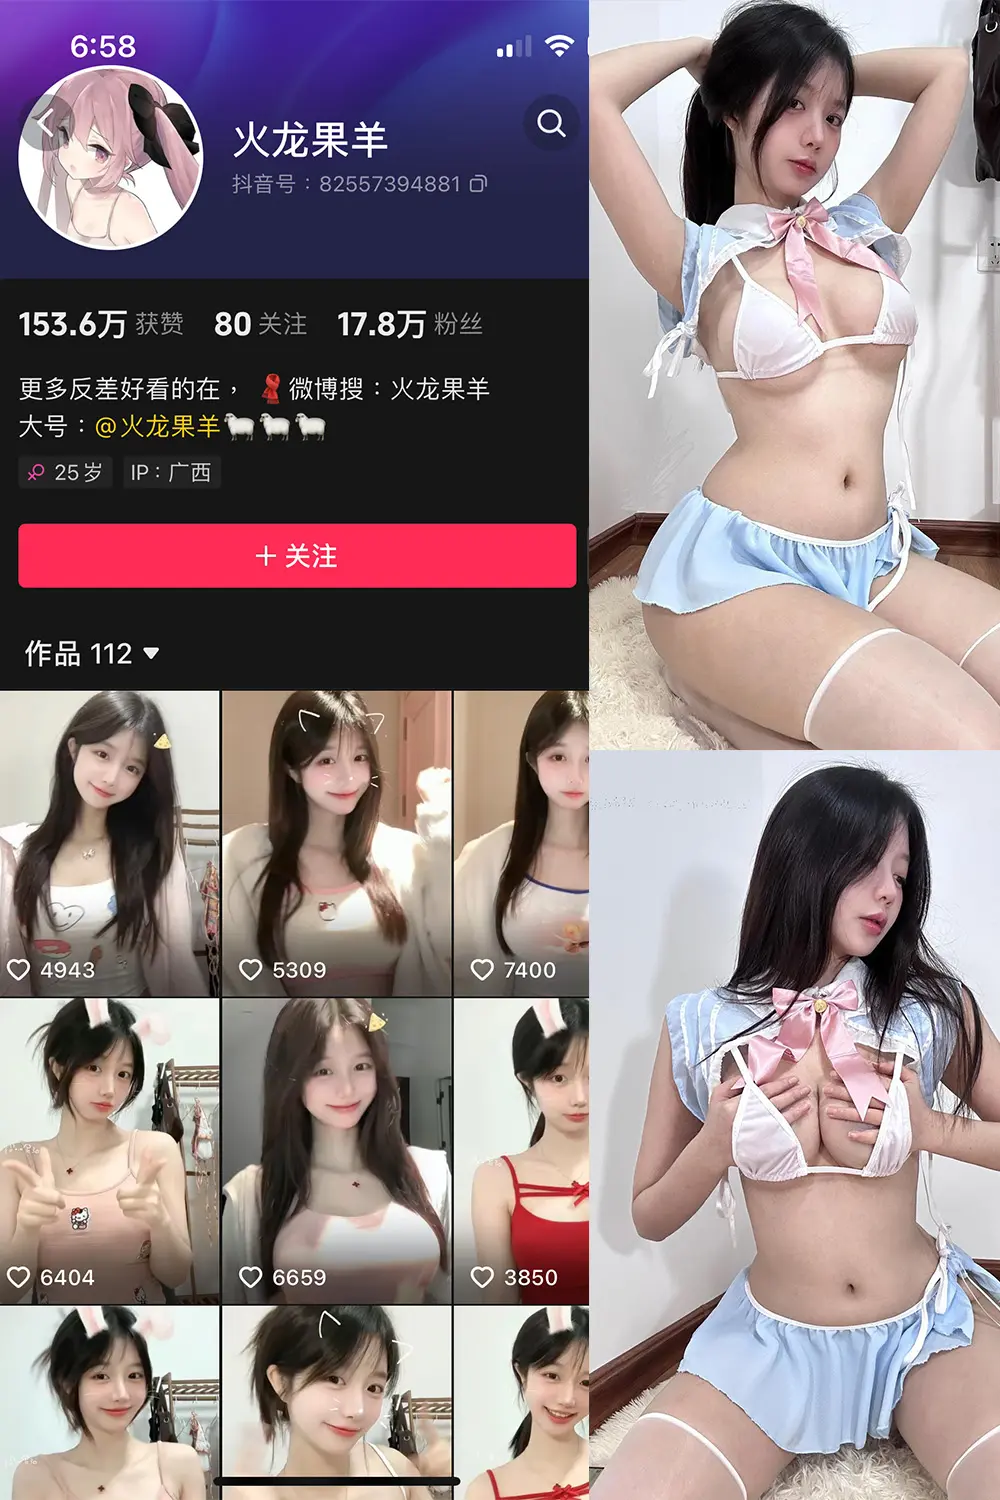 6:58
火龙果羊
抖音号：82557394881
153.6万 获赞 80 关注 17.8万 粉丝
更多反差好看的在， 🧣微博搜：火龙果羊
大号：@火龙果羊🐑🐑🐑
25岁 IP：广西
+ 关注
作品 112
4943 5309 7400
6404 6659 3850